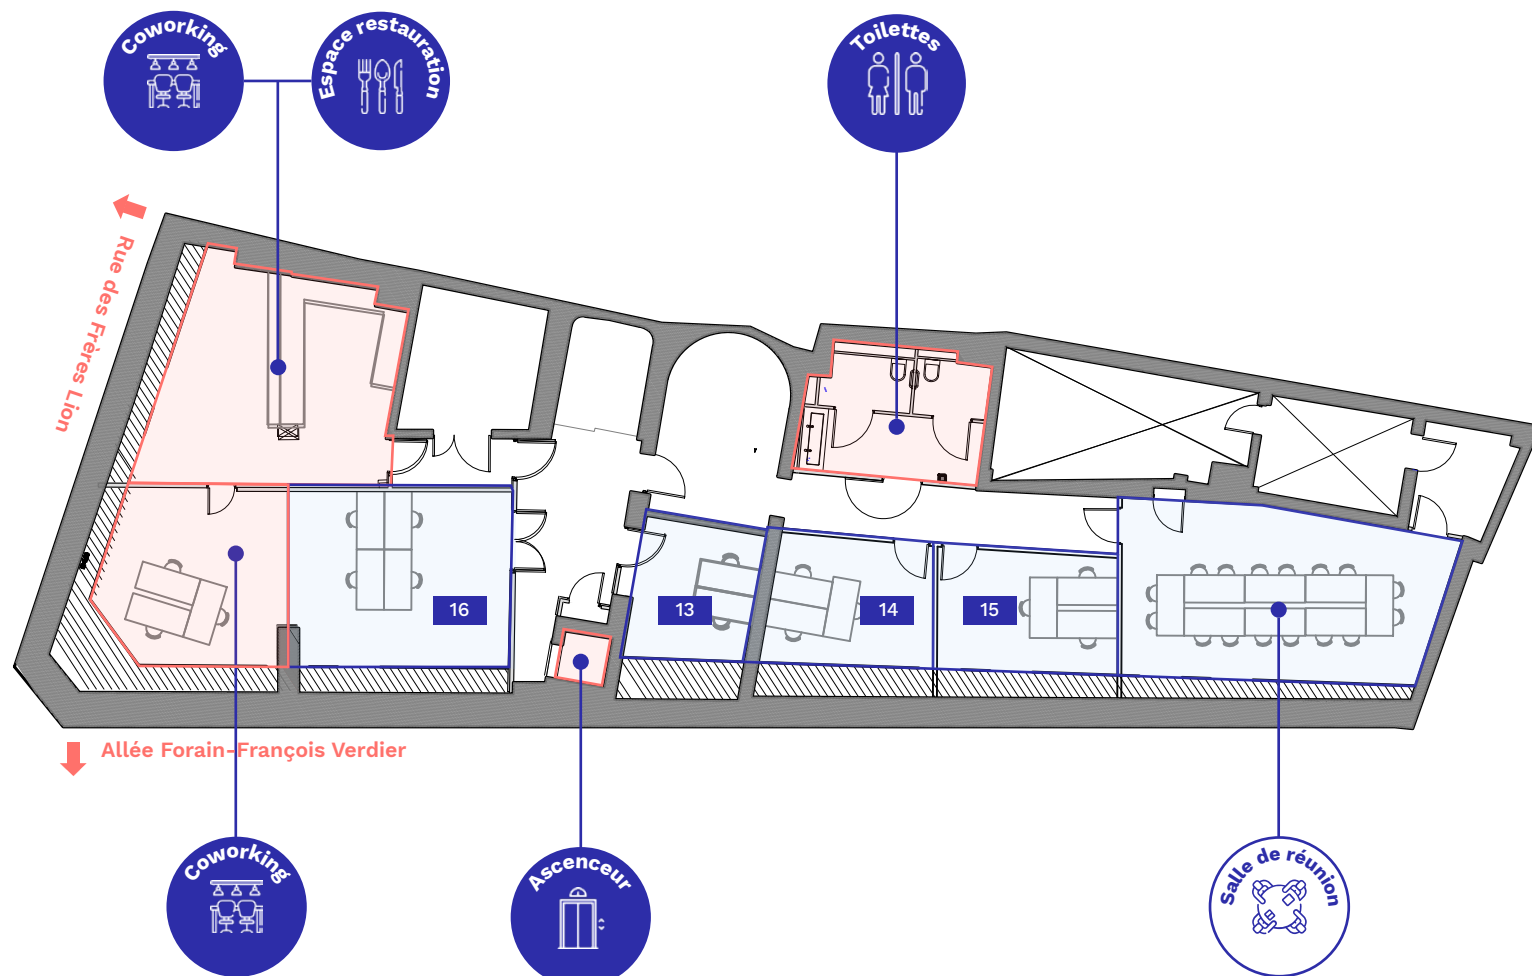 Coworking
Espace restauration
Toilettes
Rue des Frères Lion
16
13
14
15
Allée Forain-François Verdier
Coworking
Ascenceur
Salle de réunion